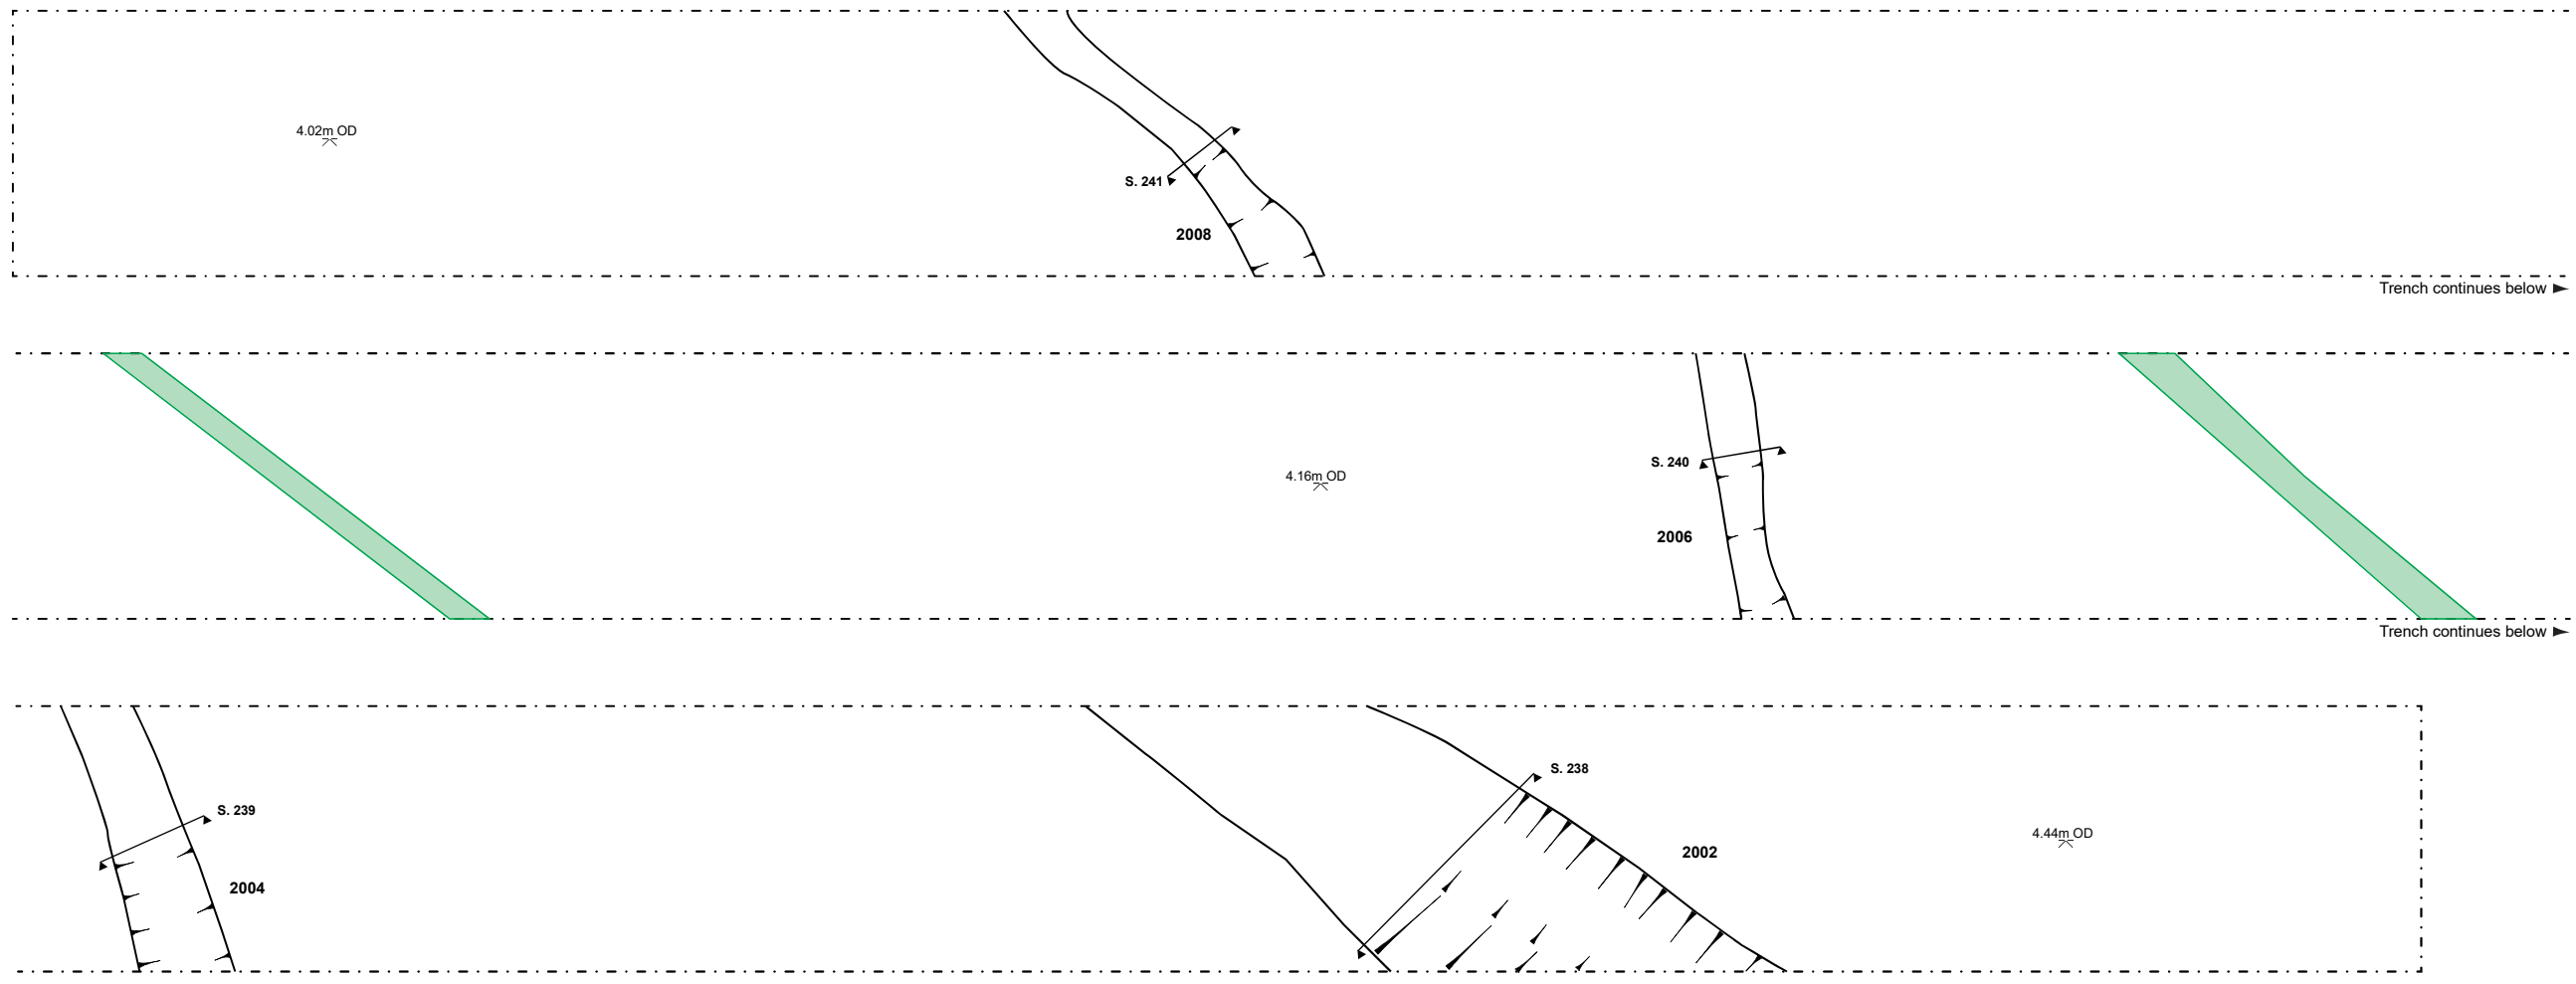 4.02m OD
S. 241
2008
Trench continues below
4.16m OD
S. 240
2006
Trench continues below
S. 238
S. 239
4.44m OD
2002
2004